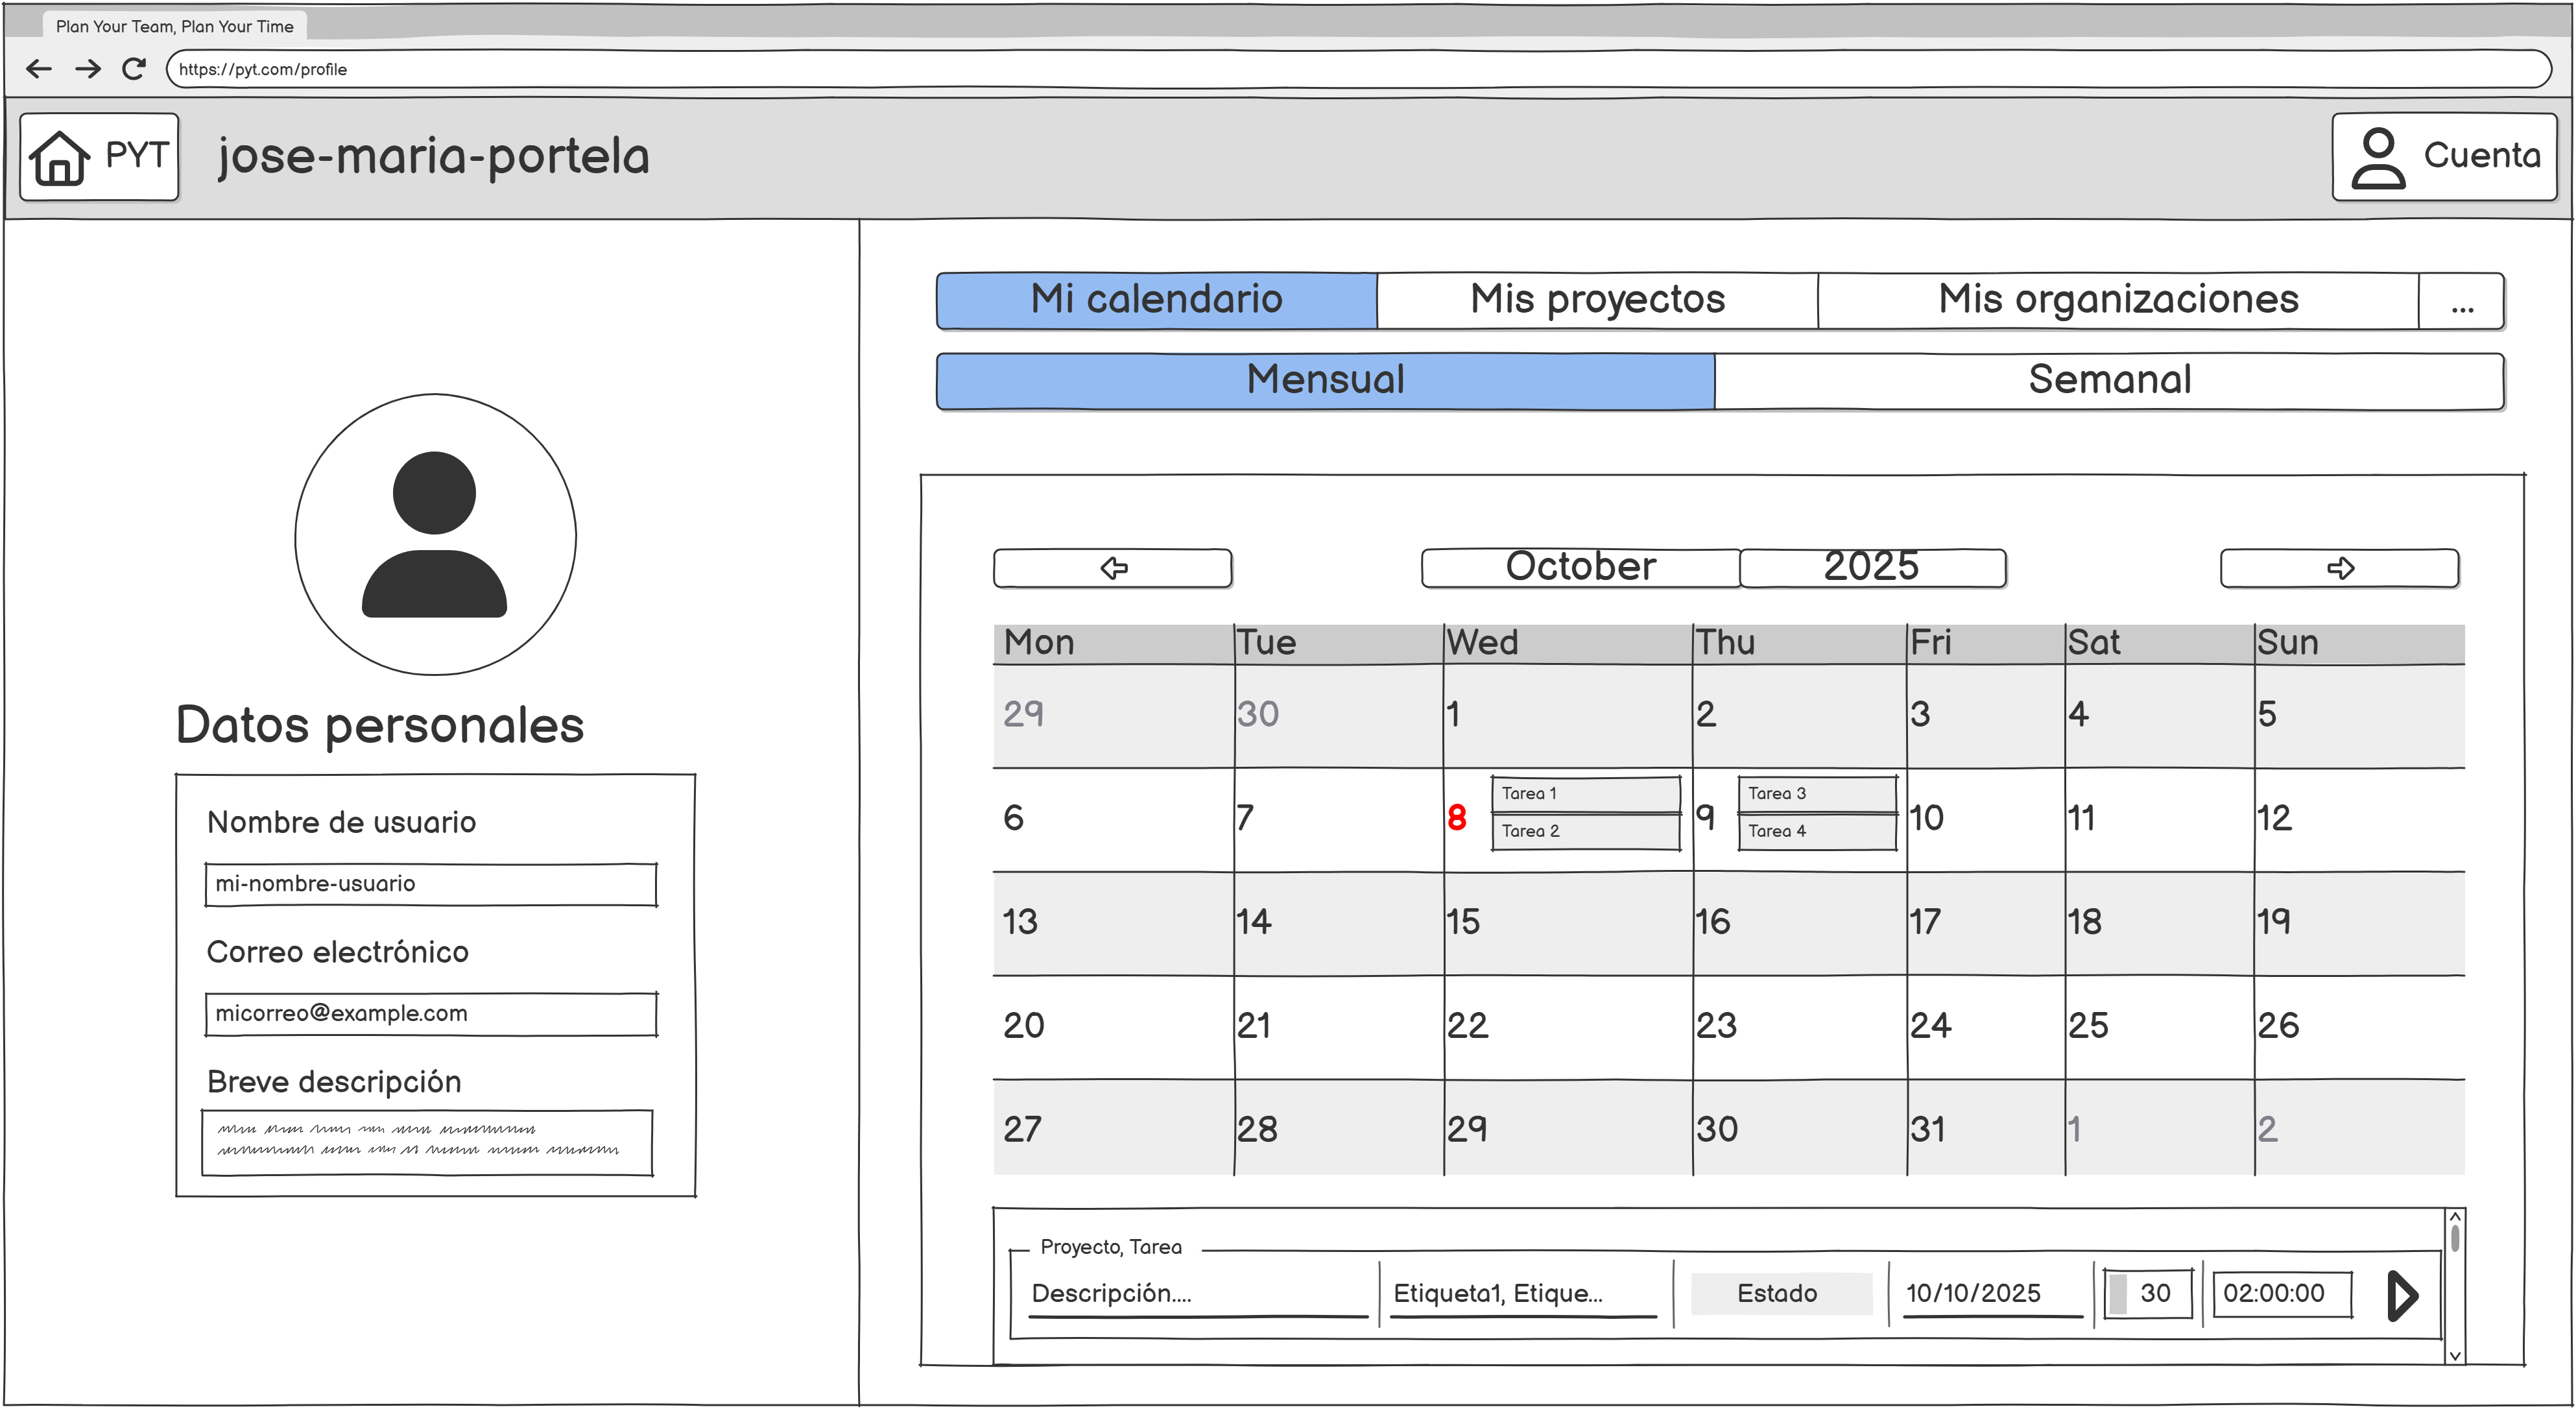 Plan Your Team, Plan Your Time
https://pyt.com/profile
PYT
jose-maria-portela
Cuenta
Datos personales
Nombre de usuario
mi-nombre-usuario
Correo electrónico
micorreo@example.com
Breve descripción
Mi calendario Mis proyectos Mis organizaciones ...
Mensual Semanal
October 2025
Mon Tue Wed Thu Fri Sat Sun
29 30 1 2 3 4 5
6 7 8 Tarea 1 Tarea 2 9 Tarea 3 Tarea 4 10 11 12
13 14 15 16 17 18 19
20 21 22 23 24 25 26
27 28 29 30 31 1 2
Proyecto, Tarea
Descripción.... Etiqueta1, Etique... Estado 10/10/2025 30 02:00:00